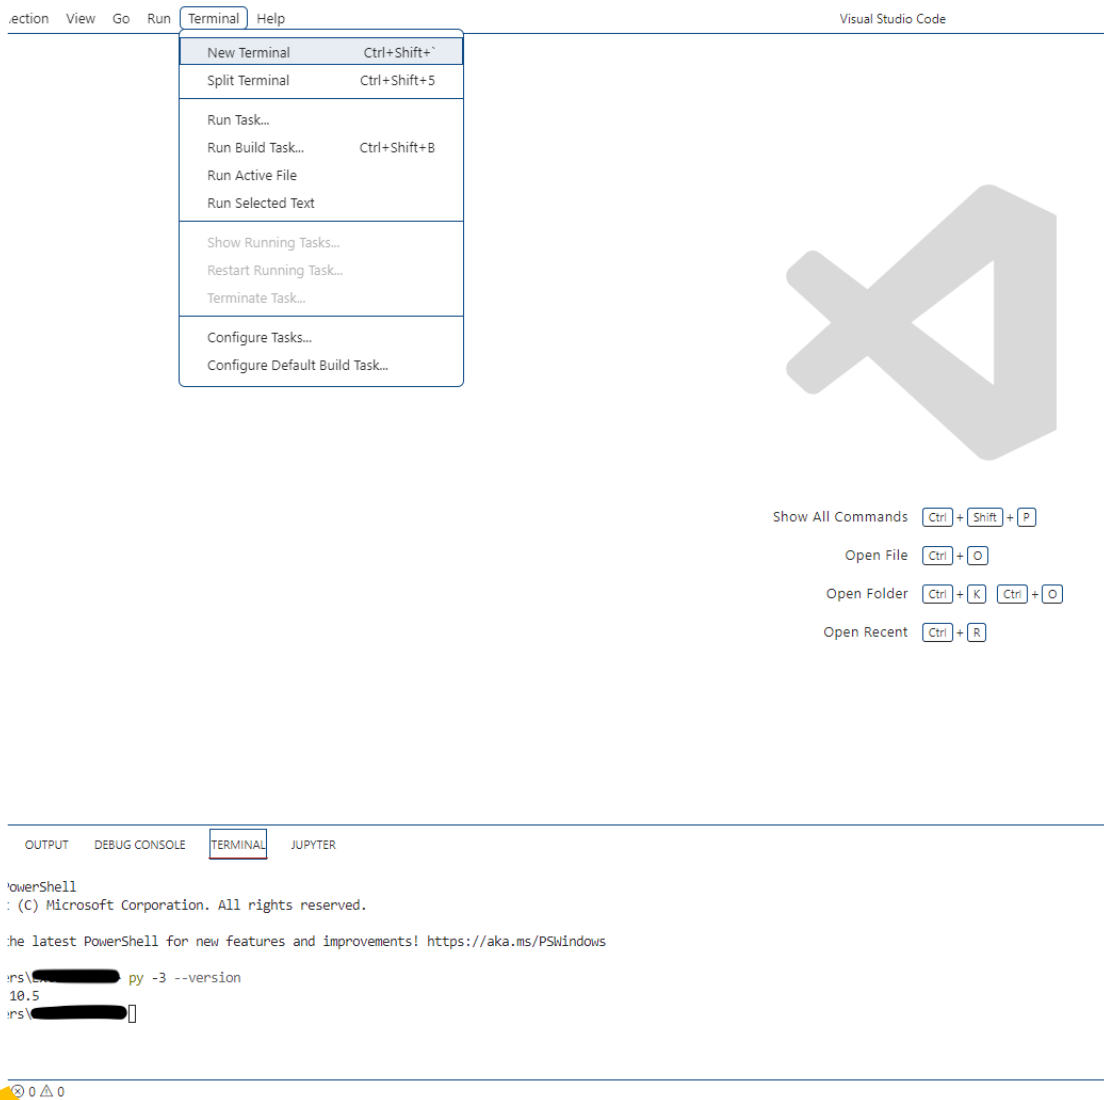 ection View Go Run Terminal Help Visual Studio Code
New Terminal Ctrl+Shift+`
Split Terminal Ctrl+Shift+5
Run Task...
Run Build Task... Ctrl+Shift+B
Run Active File
Run Selected Text
Show Running Tasks...
Restart Running Task...
Terminate Task...
Configure Tasks...
Configure Default Build Task...
Show All Commands Ctrl + Shift + P
Open File Ctrl + O
Open Folder Ctrl + K Ctrl + O
Open Recent Ctrl + R
OUTPUT DEBUG CONSOLE TERMINAL JUPYTER
PowerShell
(C) Microsoft Corporation. All rights reserved.
he latest PowerShell for new features and improvements! https://aka.ms/PSWindows
ers\ py -3 --version
10.5
ers\
0 0